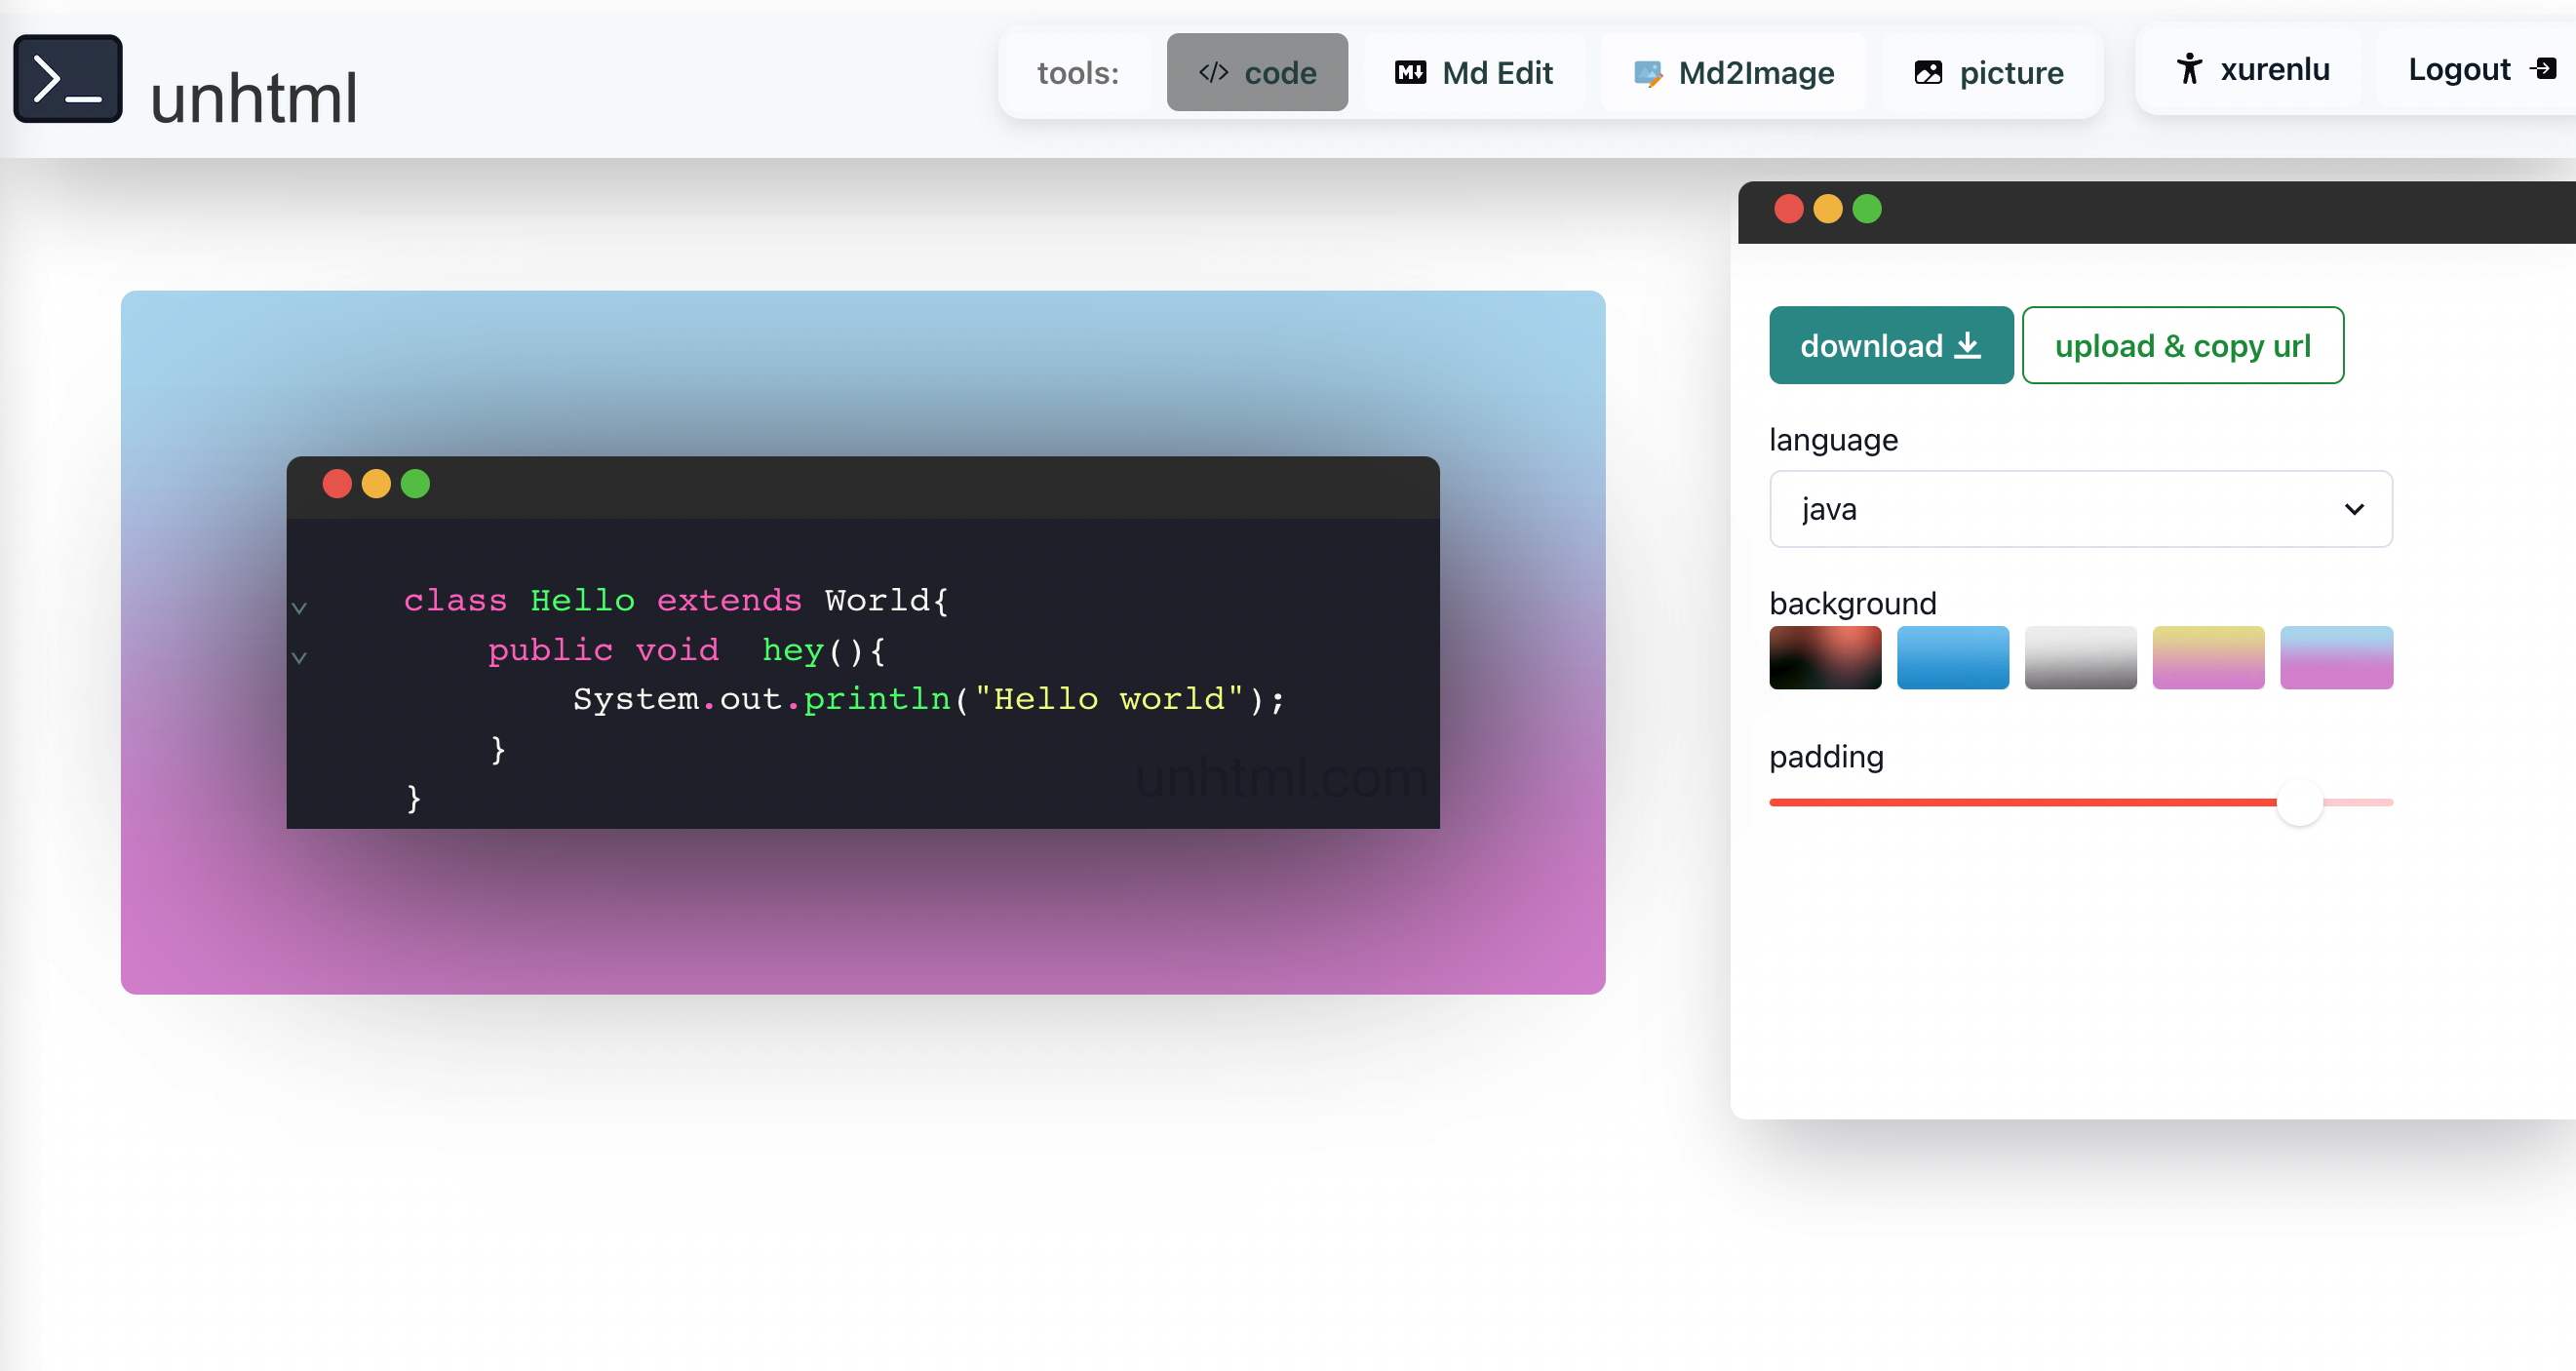 unhtml
tools: </> code M↓ Md Edit Md2Image picture xurenlu Logout
download upload & copy url
language
java
background
padding
class Hello extends World{
public void  hey(){
System.out.println("Hello world");
}
}
unhtml.com